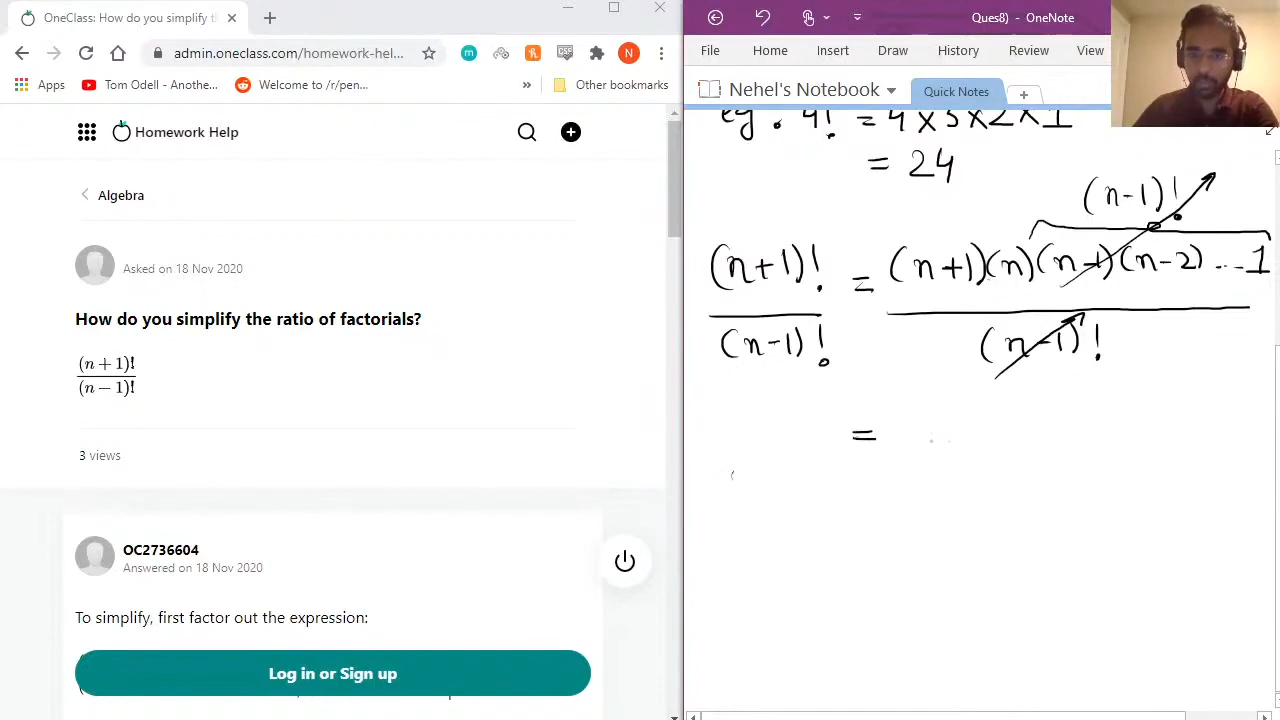 OneClass: How do you simplify tl
admin.oneclass.com/homework-hel...
N
Apps
Tom Odell - Anothe...
Welcome to /r/pen...
»
Other bookmarks
Homework Help
Algebra
Asked on 18 Nov 2020
How do you simplify the ratio of factorials?
(n + 1)!
(n − 1)!
3 views
OC2736604
Answered on 18 Nov 2020
To simplify, first factor out the expression:
Log in or Sign up
Ques8) - OneNote
File Home Insert Draw History Review View
Nehel's Notebook
Quick Notes
eg. 4! = 4 x 3 x 2 x 1
= 24
(n-1)!
(n+1)! = (n+1)(n)(n-1)(n-2)...1
(n-1)! (n-1)!
=